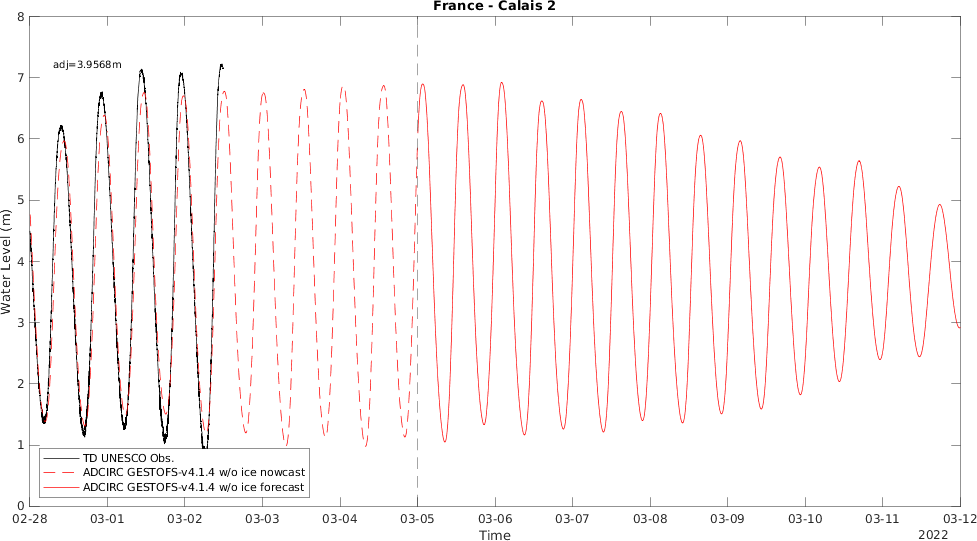 France - Calais 2
8
adj=3.9568m
7
6
5
4
3
2
1
0
Water Level (m)
TD UNESCO Obs.
ADCIRC GESTOFS-v4.1.4 w/o ice nowcast
ADCIRC GESTOFS-v4.1.4 w/o ice forecast
02-28 03-01 03-02 03-03 03-04 03-05 03-06 03-07 03-08 03-09 03-10 03-11 03-12
Time
2022